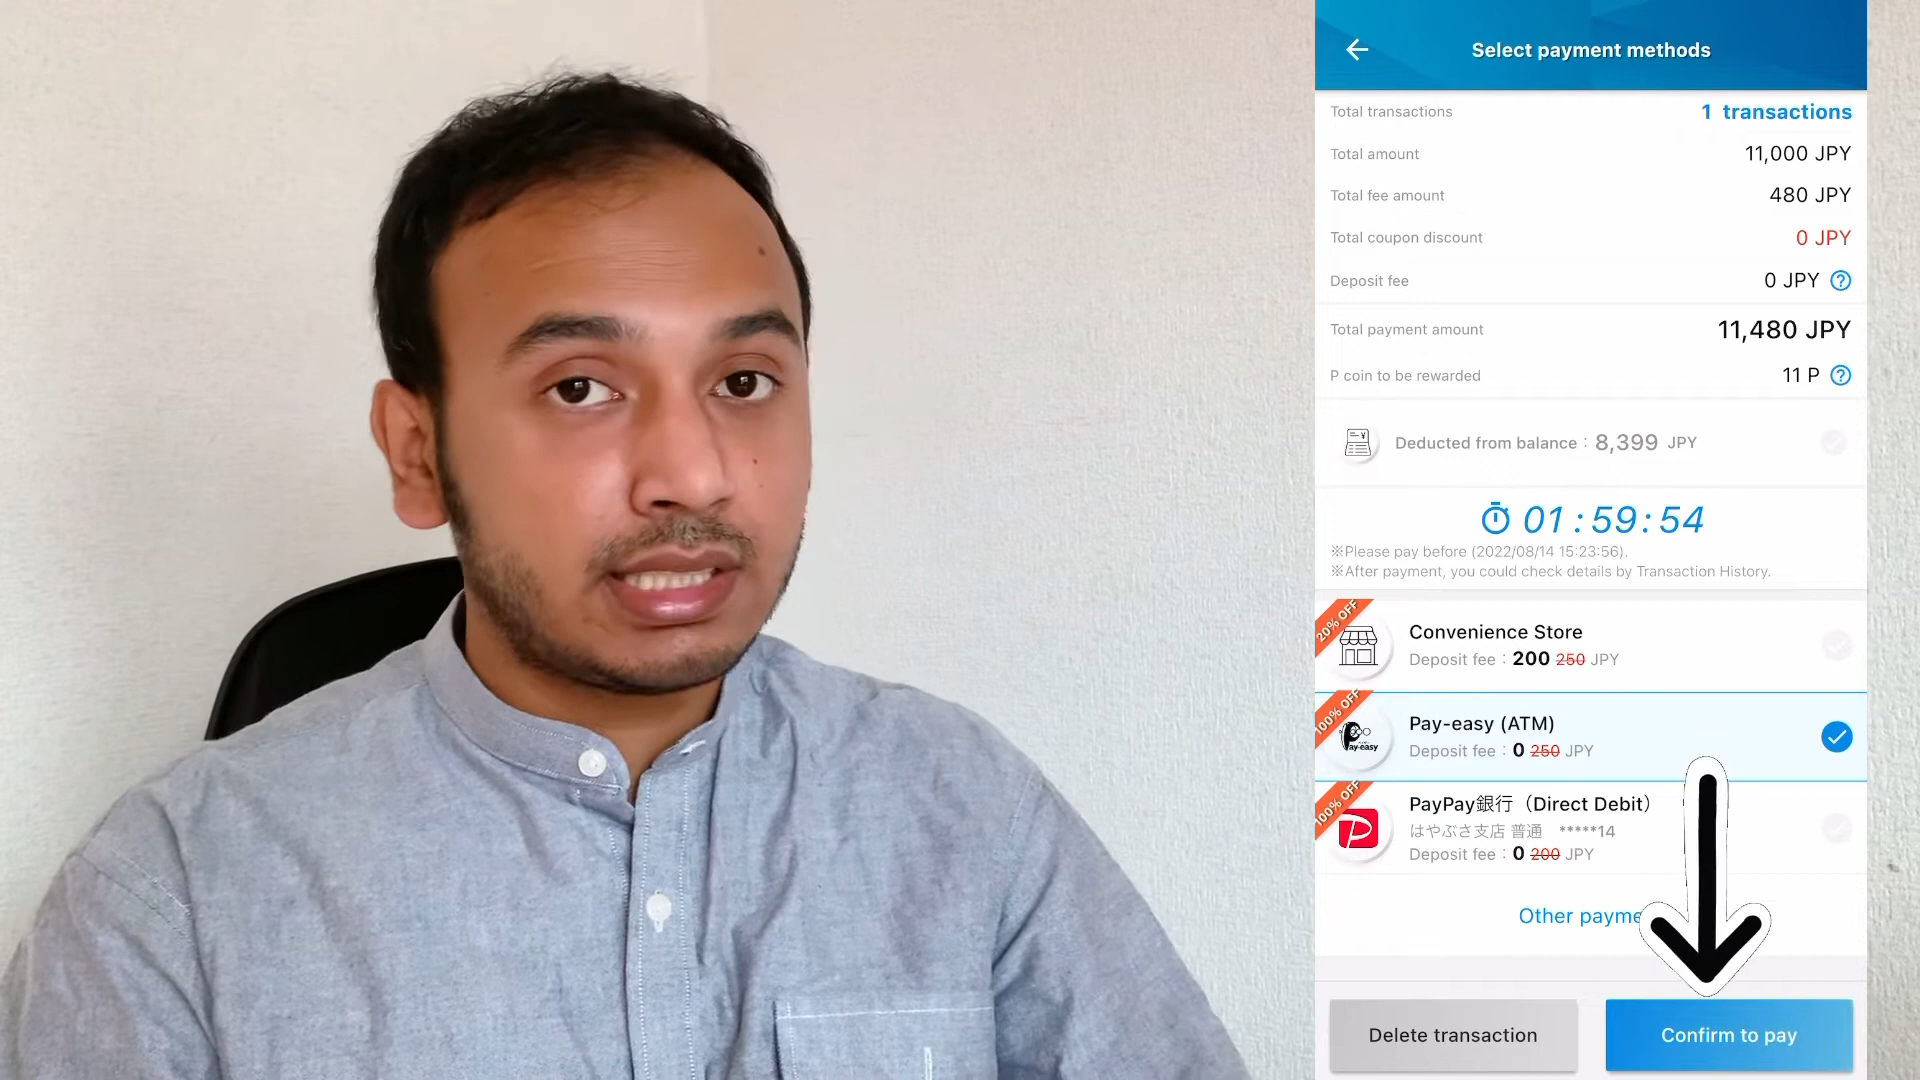 Select payment methods
Total transactions 1 transactions
Total amount 11,000 JPY
Total fee amount 480 JPY
Total coupon discount 0 JPY
Deposit fee 0 JPY ?
Total payment amount 11,480 JPY
P coin to be rewarded 11 P ?
Deducted from balance : 8,399 JPY
01:59:54
※Please pay before (2022/08/14 15:23:56).
※After payment, you could check details by Transaction History.
20% OFF
Convenience Store
Deposit fee : 200 250 JPY
100% OFF
Pay-easy
Pay-easy (ATM)
Deposit fee : 0 250 JPY
100% OFF
PayPay銀行（Direct Debit）
はやぶさ支店 普通 *****14
Deposit fee : 0 200 JPY
Other payme
Delete transaction
Confirm to pay